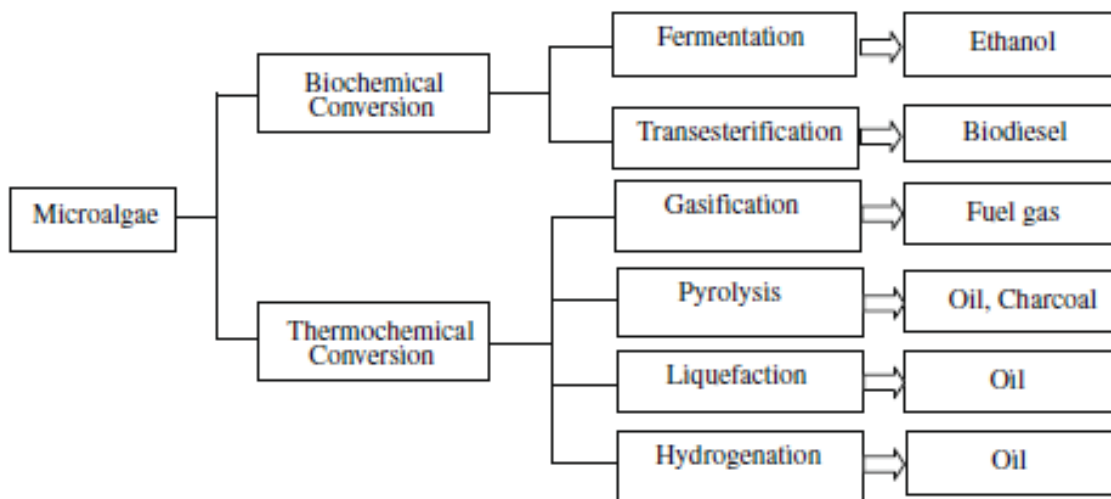 Microalgae
Biochemical
Conversion
Thermochemical
Conversion
Fermentation
Ethanol
Transesterification
Biodiesel
Gasification
Fuel gas
Pyrolysis
Oil, Charcoal
Liquefaction
Oil
Hydrogenation
Oil